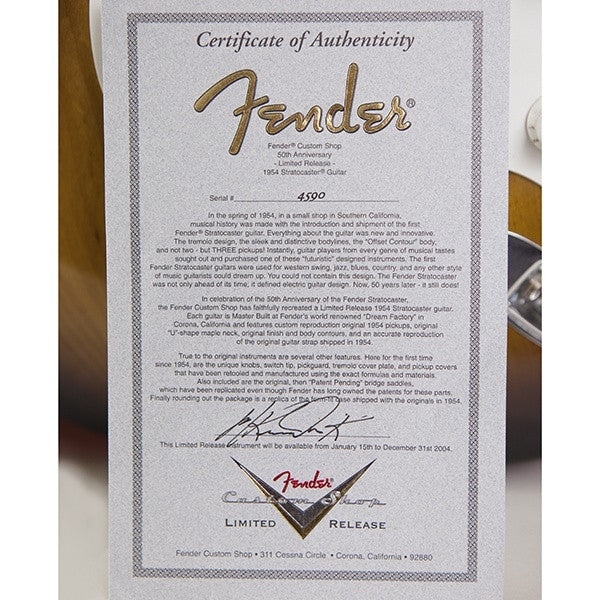 Certificate of Authenticity
Fender®
Fender® Custom Shop
50th Anniversary
- Limited Release -
1954 Stratocaster® Guitar
Serial # 4590
In the spring of 1954, in a small shop in Southern California,
musical history was made with the introduction and shipment of the first
Fender® Stratocaster guitar. Everything about the guitar was new and innovative.
The tremolo design, the sleek and distinctive bodylines, the "Offset Contour" body,
and not two - but THREE pickups! Instantly, guitar players from every genre of musical tastes
sought out and purchased one of these "futuristic" designed instruments. The first
Fender Stratocaster guitars were used for western swing, jazz, blues, country, and any other style
of music guitarists could dream up. You could not contain this design. The Fender Stratocaster
was not only ahead of its time; it defined electric guitar design. Now, 50 years later - it still does!
In celebration of the 50th Anniversary of the Fender Stratocaster,
the Fender Custom Shop has faithfully recreated a Limited Release 1954 Stratocaster guitar.
Each guitar is Master Built at Fender's world renowned "Dream Factory" in
Corona, California and features custom reproduction original 1954 pickups, original
"U"-shape maple neck, original finish and body contours, and an accurate reproduction
of the original guitar strap shipped in 1954.
True to the original instruments are several other features. Here for the first time
since 1954, are the unique knobs, switch tip, pickguard, tremolo cover plate, and pickup covers
that have been retooled and manufactured using the exact formulas and materials.
Also included are the original, then "Patent Pending" bridge saddles,
which have been replicated even though Fender has long owned the patents for these parts.
Finally rounding out the package is a replica of the form-fit case shipped with the originals in 1954.
This Limited Release instrument will be available from January 15th to December 31st 2004.
Fender®
Custom Shop
LIMITED RELEASE
Fender Custom Shop • 311 Cessna Circle • Corona, California • 92880